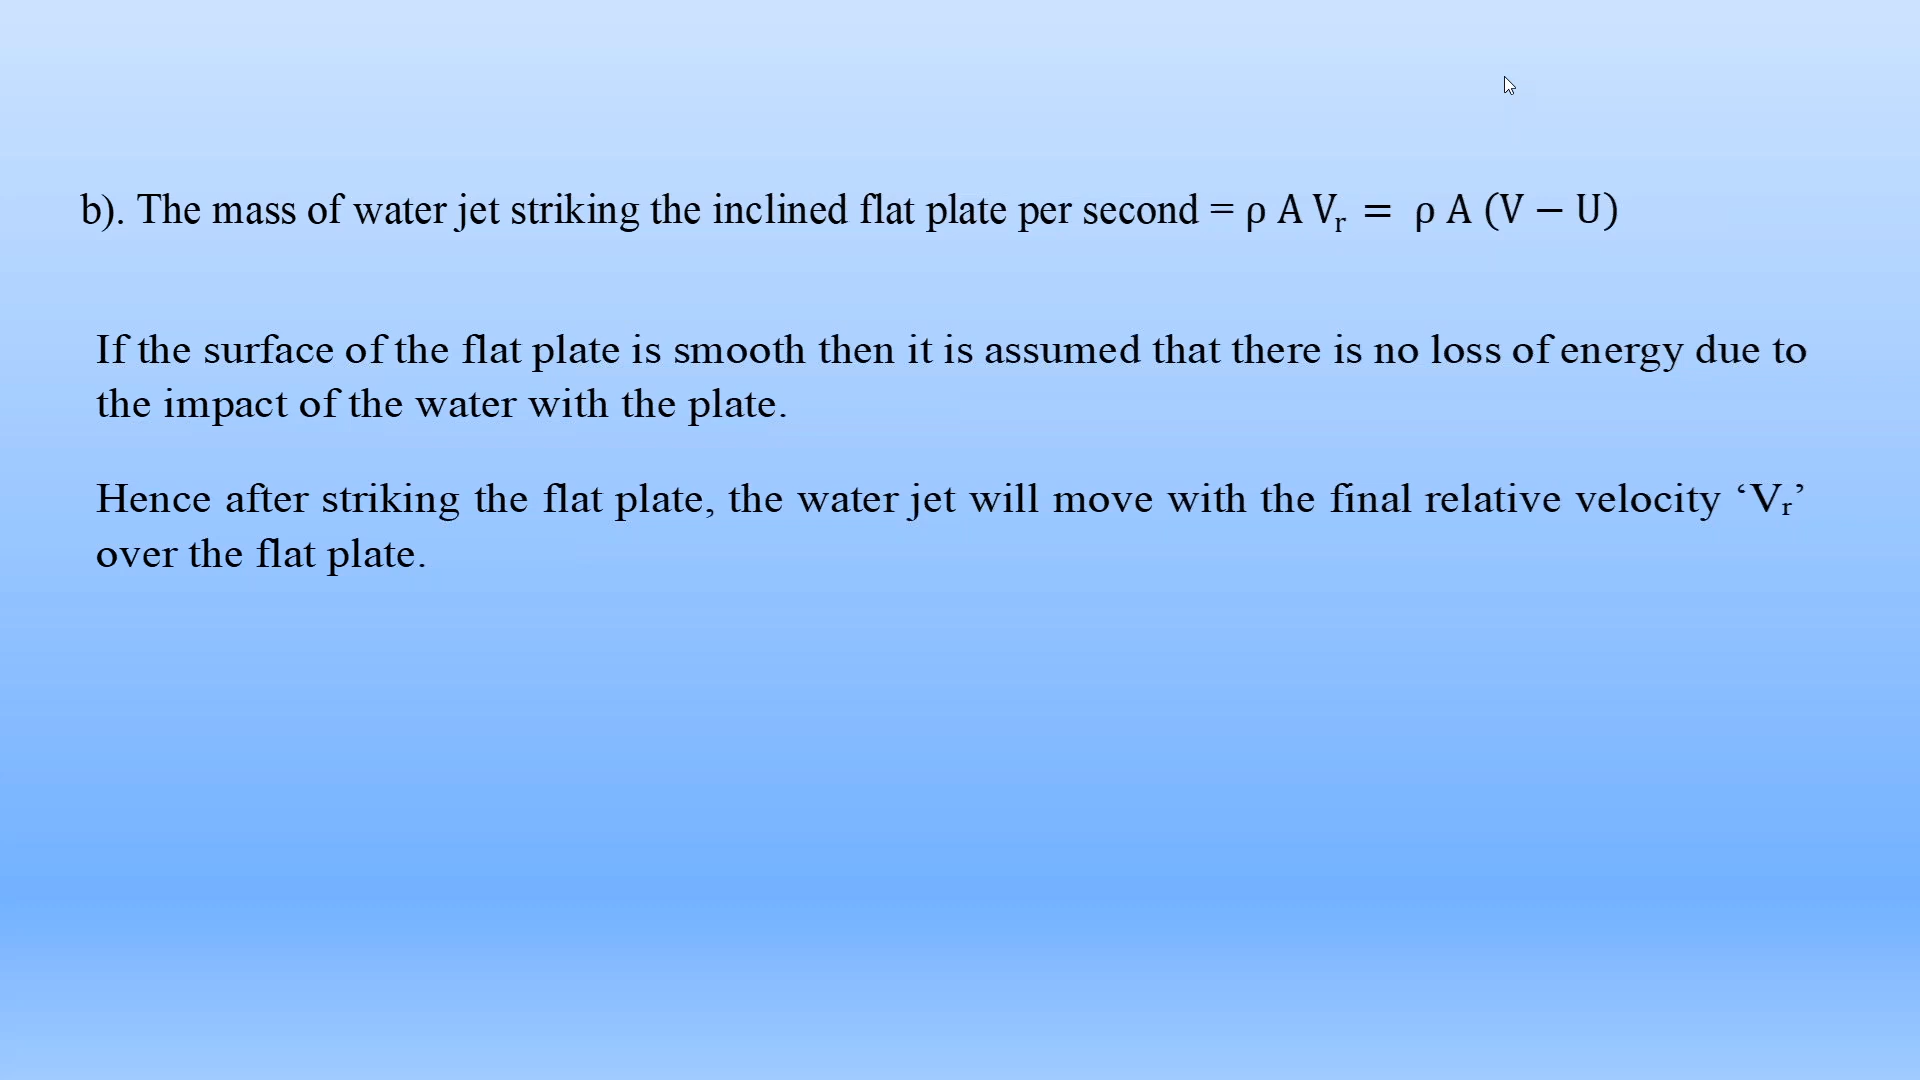 b). The mass of water jet striking the inclined flat plate per second = ρ A Vᵣ = ρ A (V − U)
If the surface of the flat plate is smooth then it is assumed that there is no loss of energy due to
the impact of the water with the plate.
Hence after striking the flat plate, the water jet will move with the final relative velocity ‘Vᵣ’
over the flat plate.